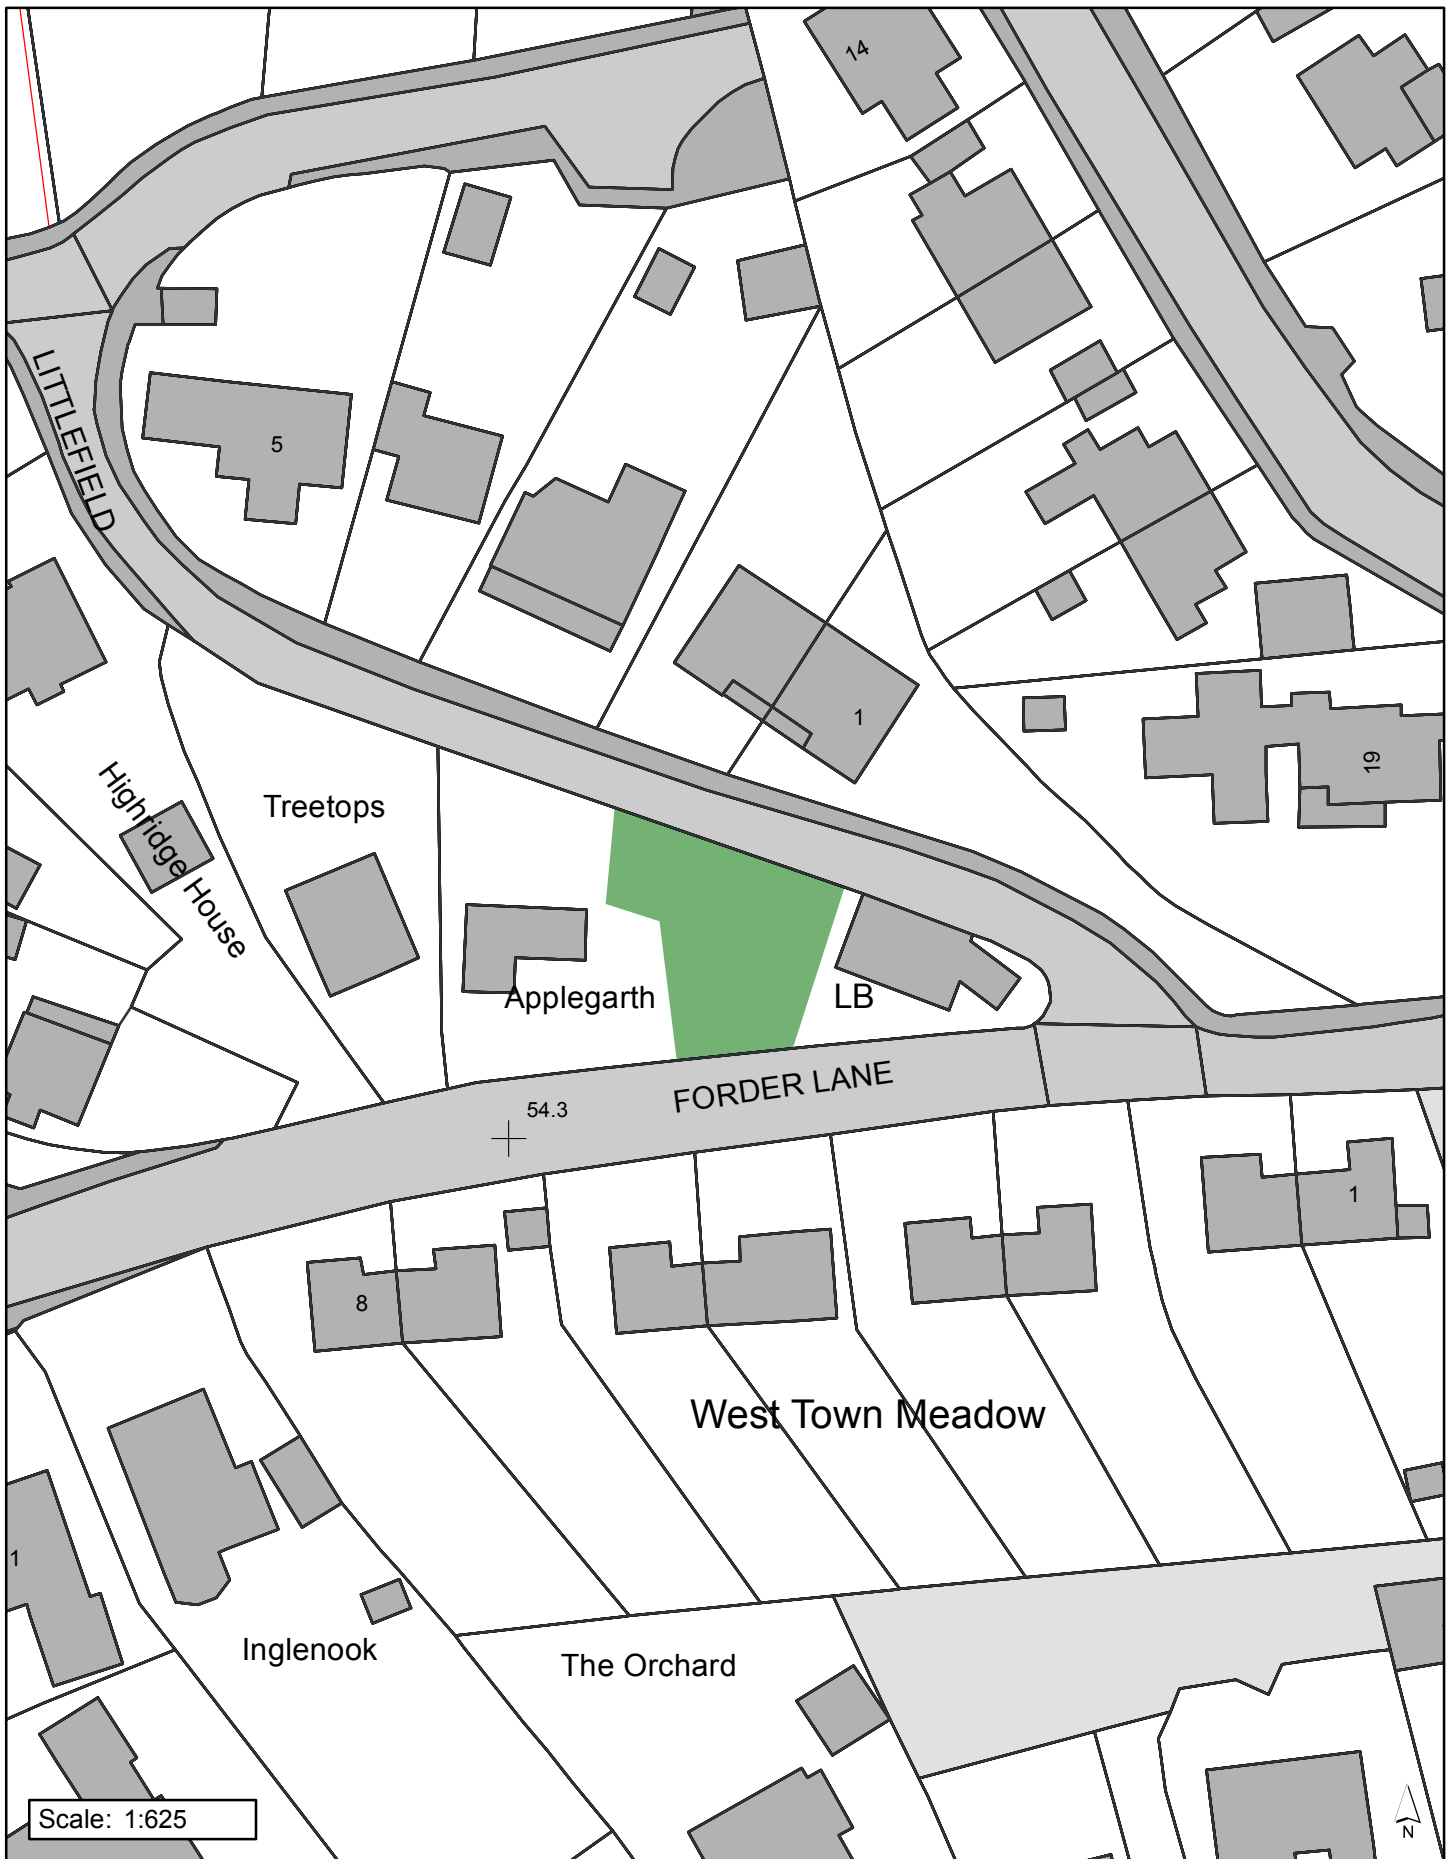 14
LITTLEFIELD
5
1
19
Highridge House
Treetops
Applegarth
LB
FORDER LANE
54.3
1
8
West Town Meadow
1
Inglenook
The Orchard
Scale: 1:625
N